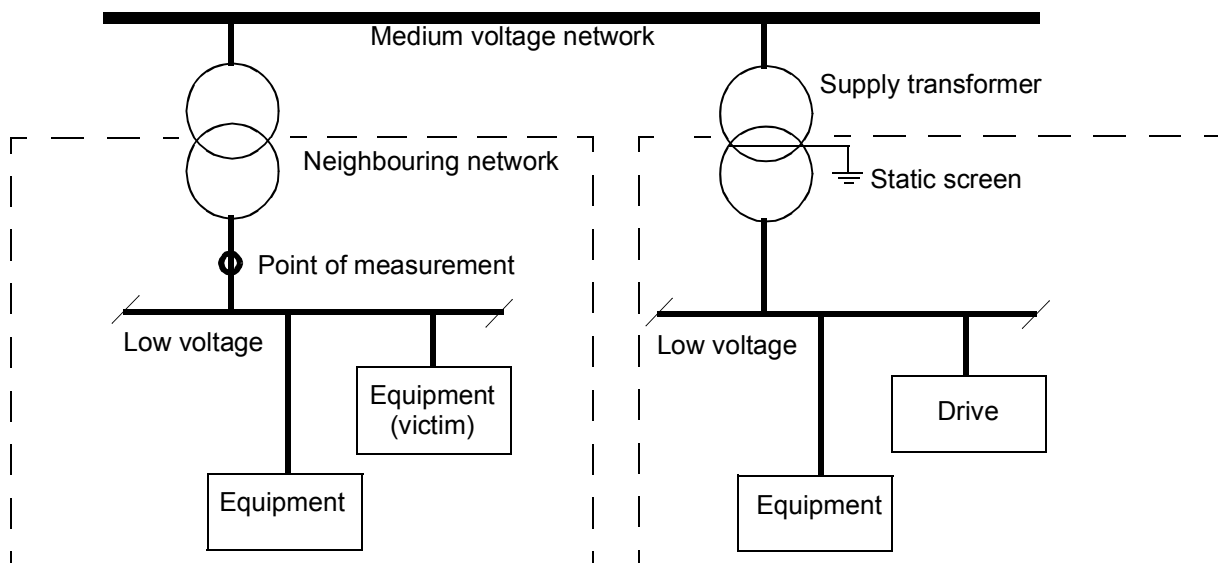 Medium voltage network
Supply transformer
Neighbouring network
Static screen
Point of measurement
Low voltage
Low voltage
Equipment
(victim)
Drive
Equipment
Equipment